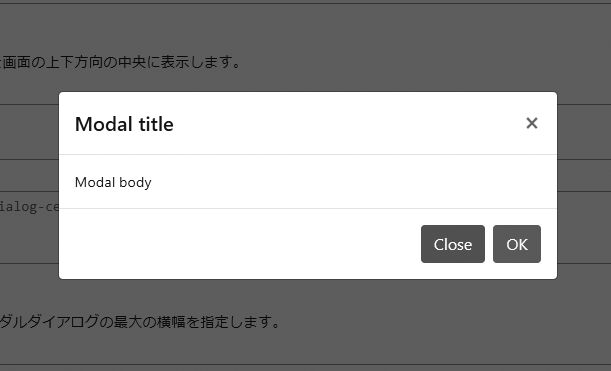 を画面の上下方向の中央に表示します。
Modal title
×
Modal body
ialog-ce
Close OK
ダルダイアログの最大の横幅を指定します。